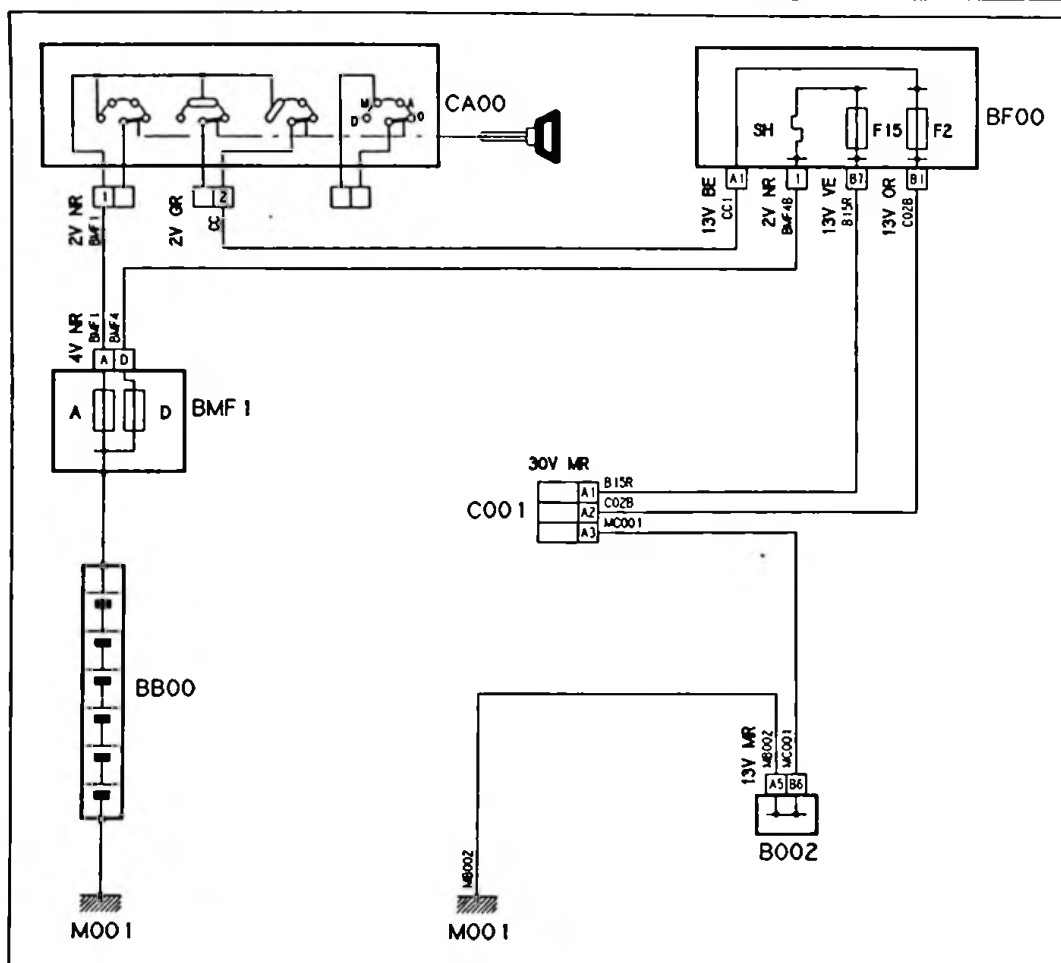 CA00
M
A
D
O
1
2
2V NR
BMF1
2V GR
CC
SH
F15
F2
BF00
A1
1
B7
B1
13V BE
CC1
2V NR
BMF4B
13V VE
B15R
13V OR
C02B
4V NR
BMF1
BMF4
A
D
A
D
BMF1
30V MR
C001
A1
B15R
A2
C02B
A3
MC001
BB00
13V MR
MB002
MC001
A5
B6
B002
MB002
M001
M001